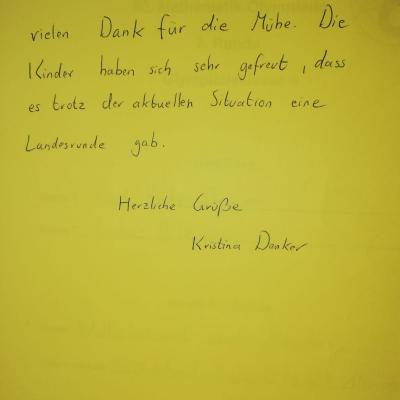 vielen Dank für die Mühe. Die
Kinder haben sich sehr gefreut, dass
es trotz der aktuellen Situation eine
Landesrunde gab.
Herzliche Grüße
Kristina Danker